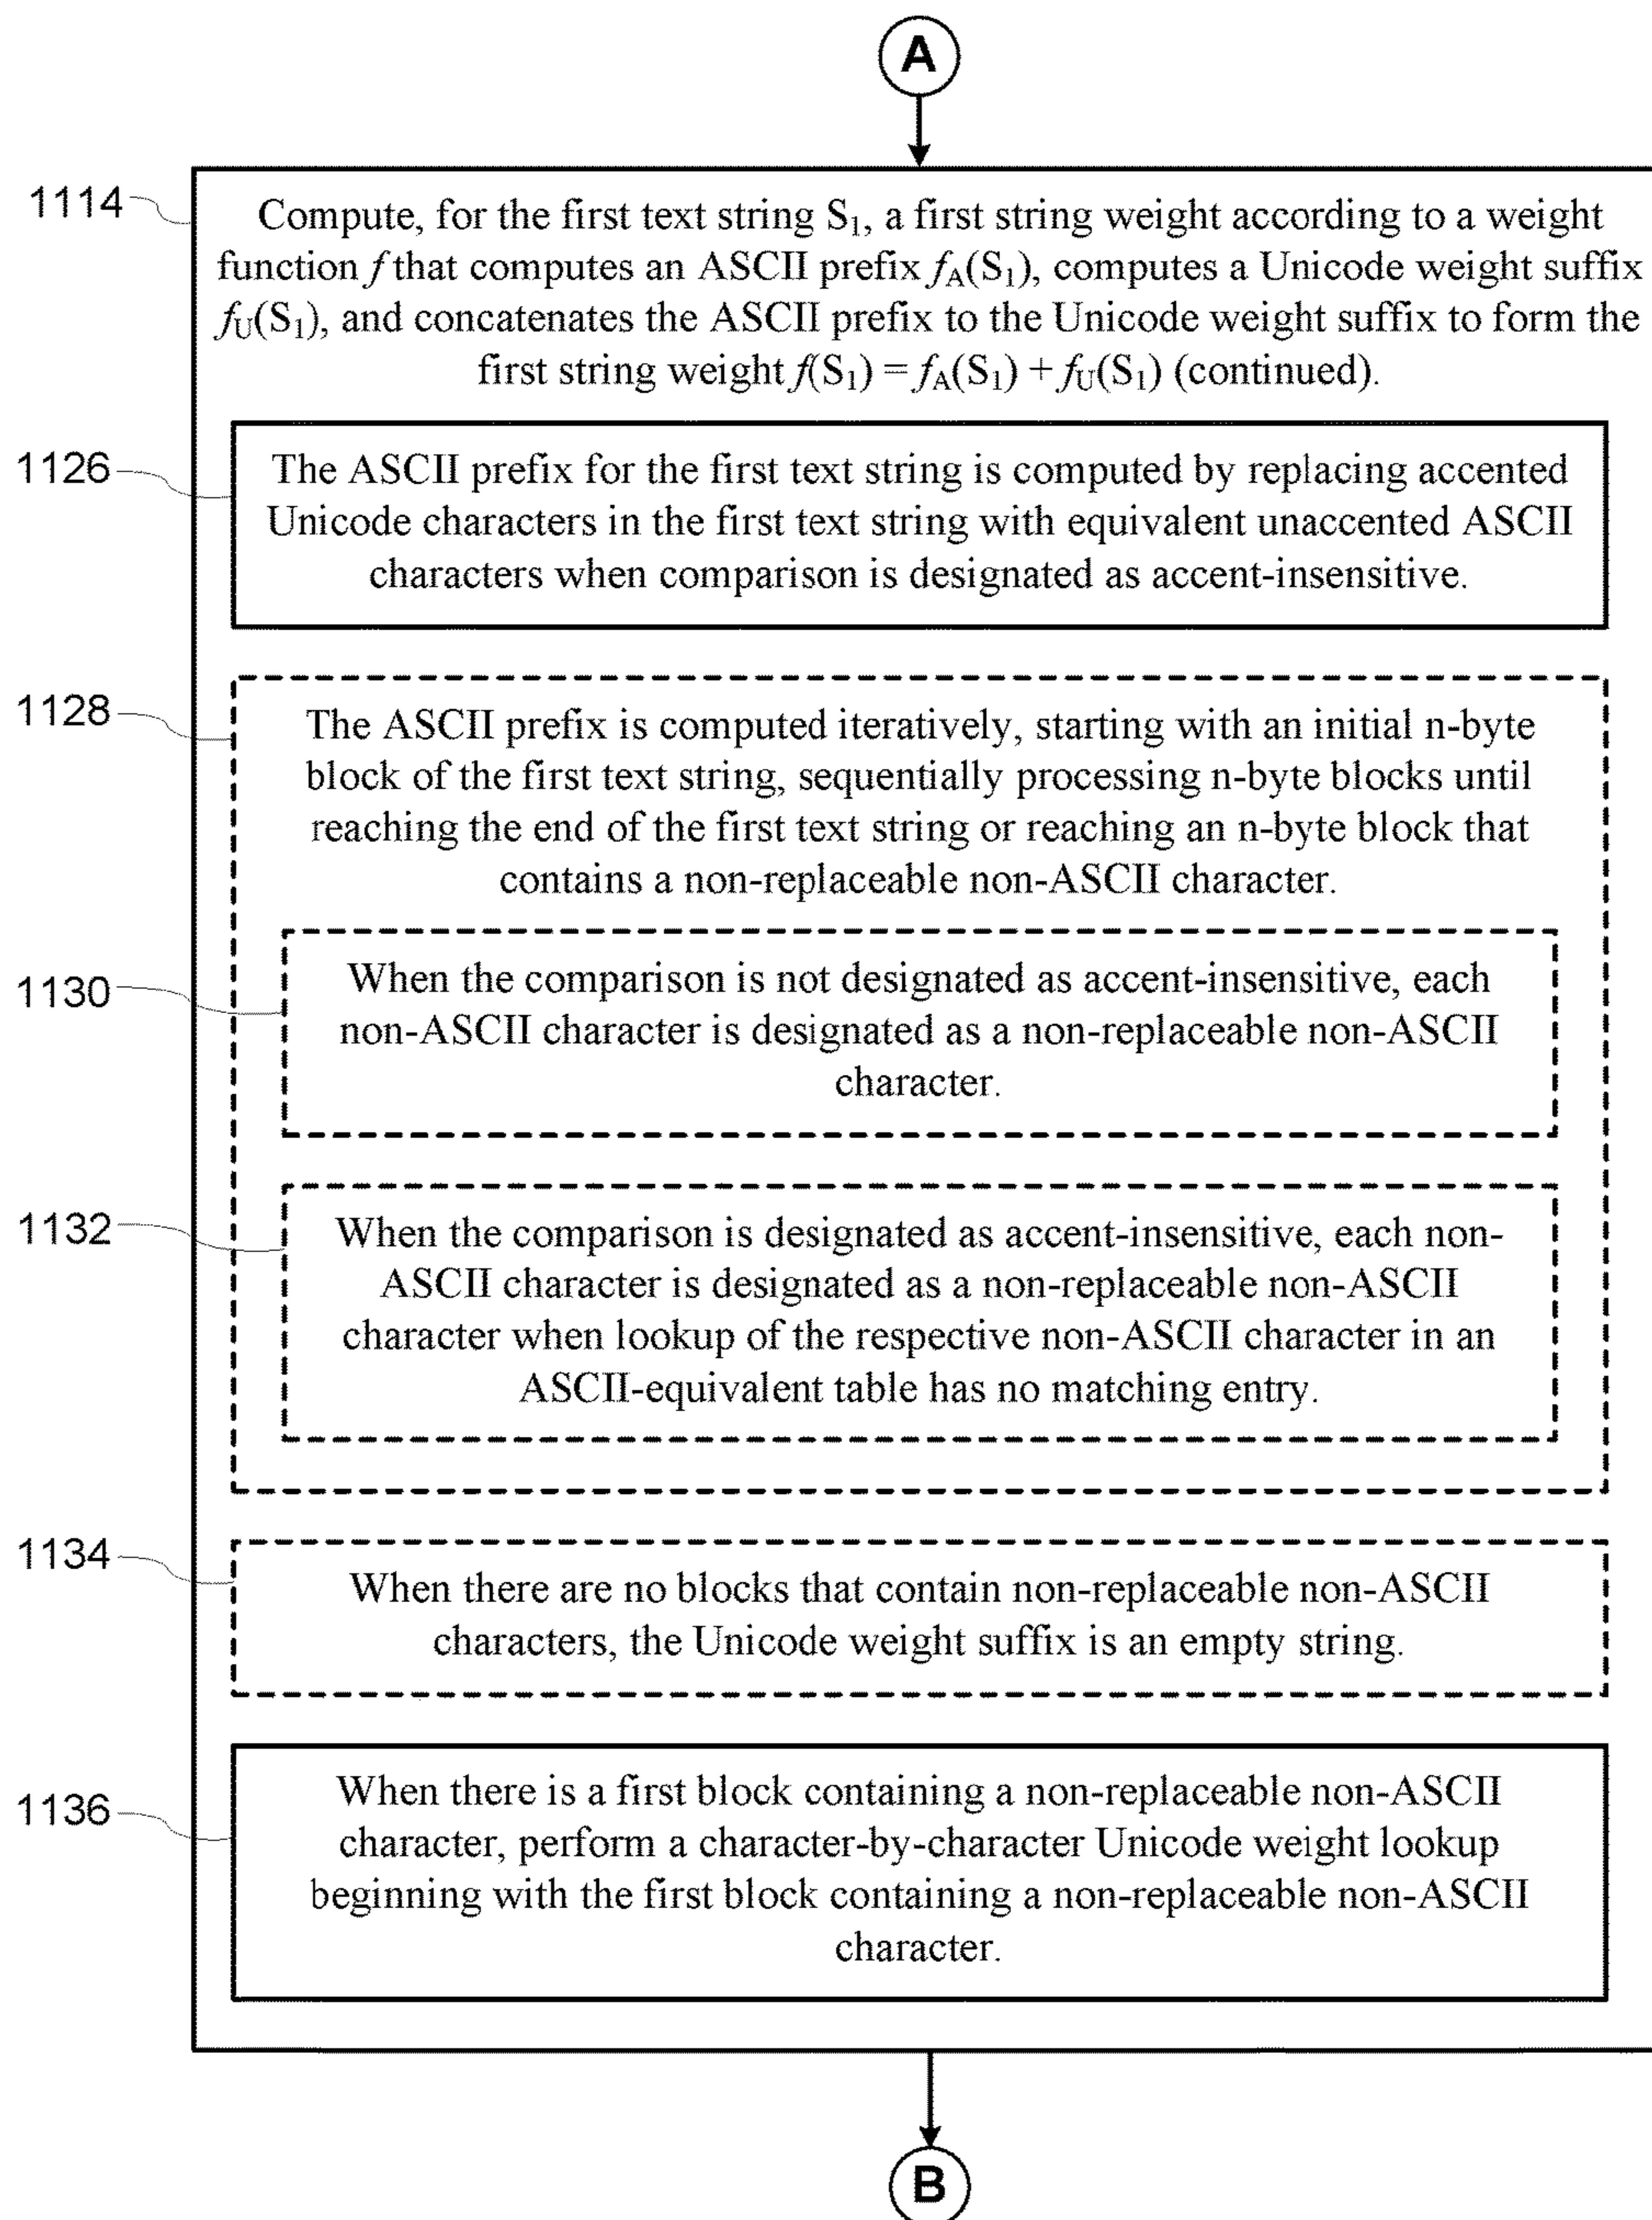 A
1114
Compute, for the first text string S₁, a first string weight according to a weight
function f that computes an ASCII prefix f_A(S₁), computes a Unicode weight suffix
f_U(S₁), and concatenates the ASCII prefix to the Unicode weight suffix to form the
first string weight f(S₁) = f_A(S₁) + f_U(S₁) (continued).
1126
The ASCII prefix for the first text string is computed by replacing accented
Unicode characters in the first text string with equivalent unaccented ASCII
characters when comparison is designated as accent-insensitive.
1128
The ASCII prefix is computed iteratively, starting with an initial n-byte
block of the first text string, sequentially processing n-byte blocks until
reaching the end of the first text string or reaching an n-byte block that
contains a non-replaceable non-ASCII character.
1130
When the comparison is not designated as accent-insensitive, each
non-ASCII character is designated as a non-replaceable non-ASCII
character.
1132
When the comparison is designated as accent-insensitive, each non-
ASCII character is designated as a non-replaceable non-ASCII
character when lookup of the respective non-ASCII character in an
ASCII-equivalent table has no matching entry.
1134
When there are no blocks that contain non-replaceable non-ASCII
characters, the Unicode weight suffix is an empty string.
1136
When there is a first block containing a non-replaceable non-ASCII
character, perform a character-by-character Unicode weight lookup
beginning with the first block containing a non-replaceable non-ASCII
character.
B